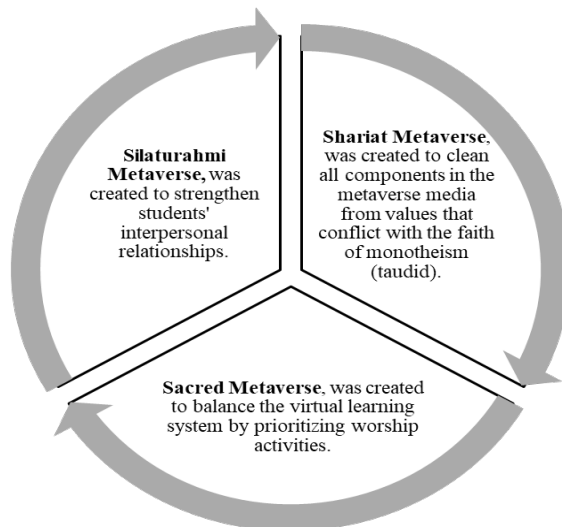 Silaturahmi
Metaverse, was
created to strengthen
students'
interpersonal
relationships.
Shariat Metaverse,
was created to clean
all components in the
metaverse media
from values that
conflict with the faith
of monotheism
(taudid).
Sacred Metaverse, was created
to balance the virtual learning
system by prioritizing worship
activities.